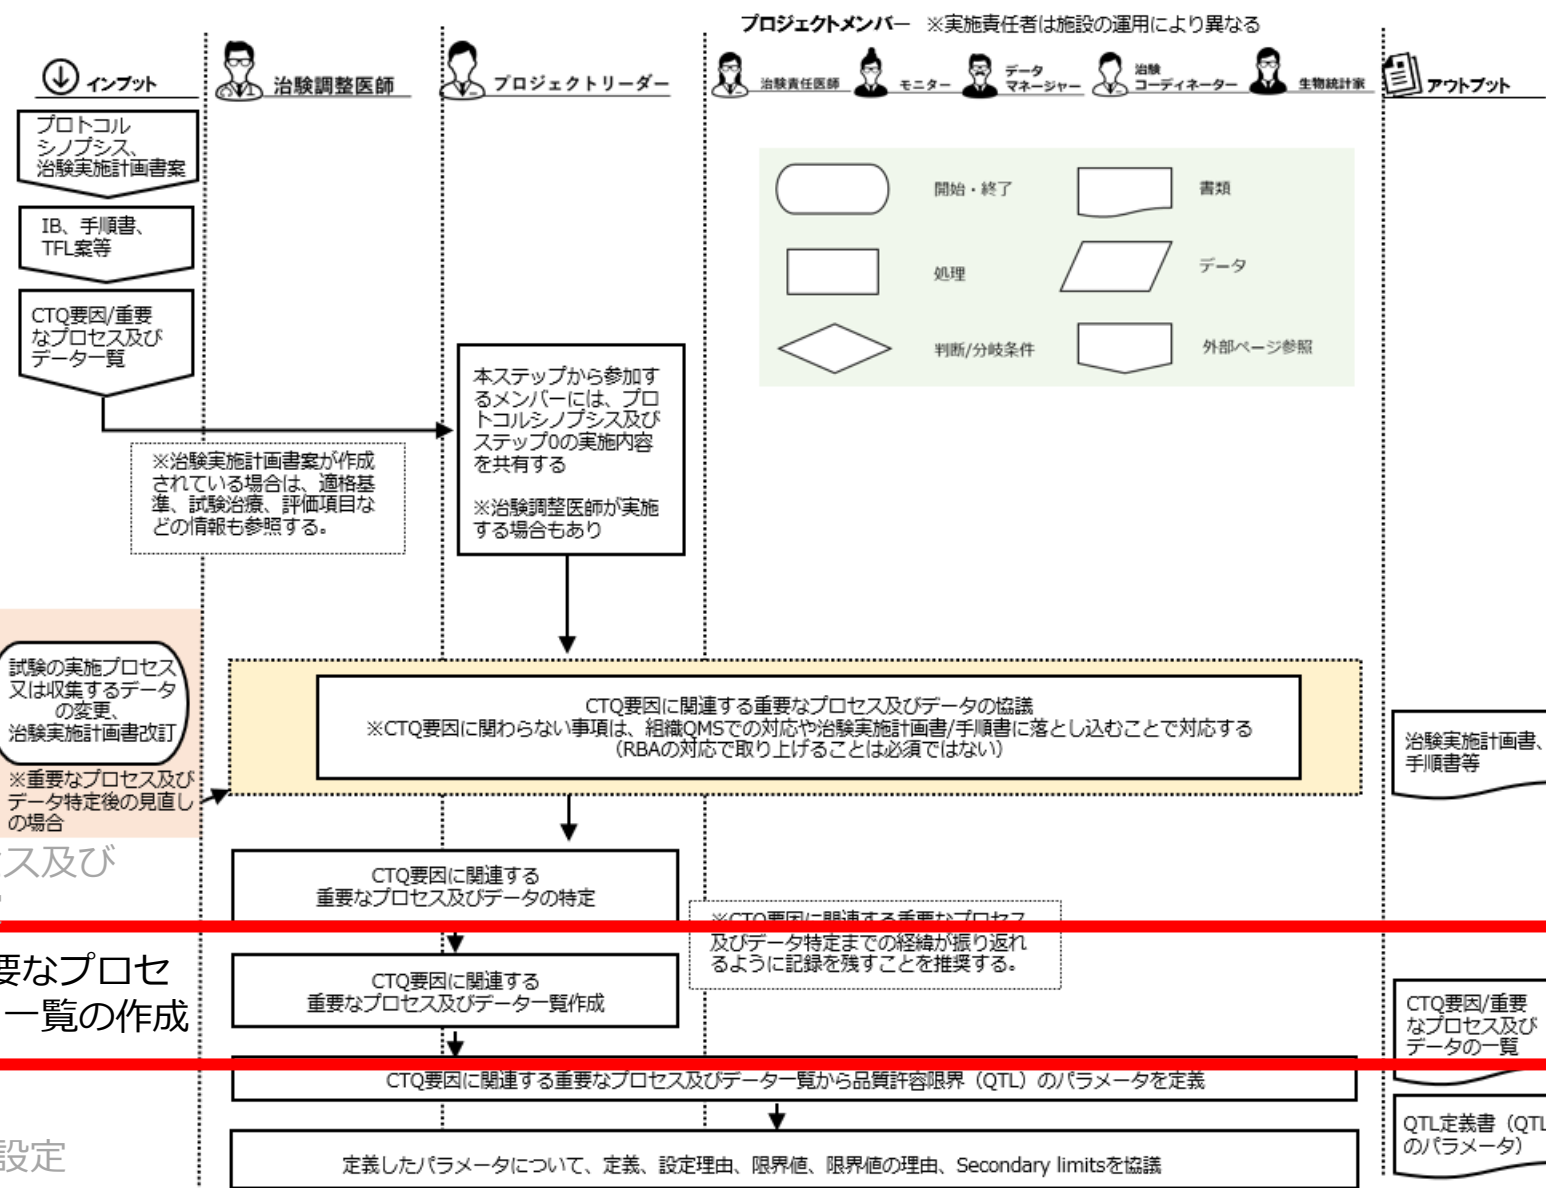 プロジェクトメンバー ※実施責任者は施設の運用により異なる
インプット
治験調整医師
プロジェクトリーダー
治験責任医師
モニター
データ
マネージャー
治験
コーディネーター
生物統計家
アウトプット
プロトコル
シノプシス、
治験実施計画書案
IB、手順書、
TFL案等
CTQ要因/重要
なプロセス及び
データ一覧
開始・終了
書類
処理
データ
判断/分岐条件
外部ページ参照
本ステップから参加す
るメンバーには、プロ
トコルシノプシス及び
ステップ0の実施内容
を共有する
※治験調整医師が実施
する場合もあり
※治験実施計画書案が作成
されている場合は、適格基
準、試験治療、評価項目な
どの情報も参照する。
試験の実施プロセス
又は収集するデータ
の変更、
治験実施計画書改訂
※重要なプロセス及び
データ特定後の見直し
の場合
CTQ要因に関連する重要なプロセス及びデータの協議
※CTQ要因に関わらない事項は、組織QMSでの対応や治験実施計画書/手順書に落とし込むことで対応する
（RBAの対応で取り上げることは必須ではない）
治験実施計画書、
手順書等
ス及び
CTQ要因に関連する
重要なプロセス及びデータの特定
※CTQ要因に関連する重要なプロセス
及びデータ特定までの経緯が振り返れ
るように記録を残すことを推奨する。
要なプロセ
一覧の作成
CTQ要因に関連する
重要なプロセス及びデータ一覧作成
CTQ要因/重要
なプロセス及び
データの一覧
CTQ要因に関連する重要なプロセス及びデータ一覧から品質許容限界（QTL）のパラメータを定義
QTL定義書（QTL
のパラメータ）
設定
定義したパラメータについて、定義、設定理由、限界値、限界値の理由、Secondary limitsを協議